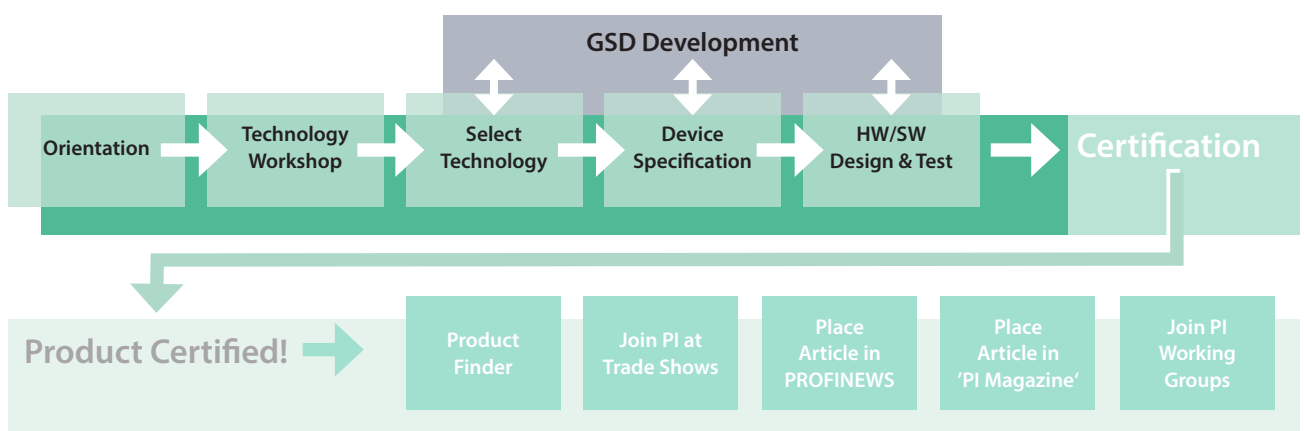 GSD Development
Orientation
Technology
Workshop
Select
Technology
Device
Specification
HW/SW
Design & Test
Certification
Product Certified!
Product
Finder
Join PI at
Trade Shows
Place
Article in
PROFINEWS
Place
Article in
’PI Magazine‘
Join PI
Working
Groups